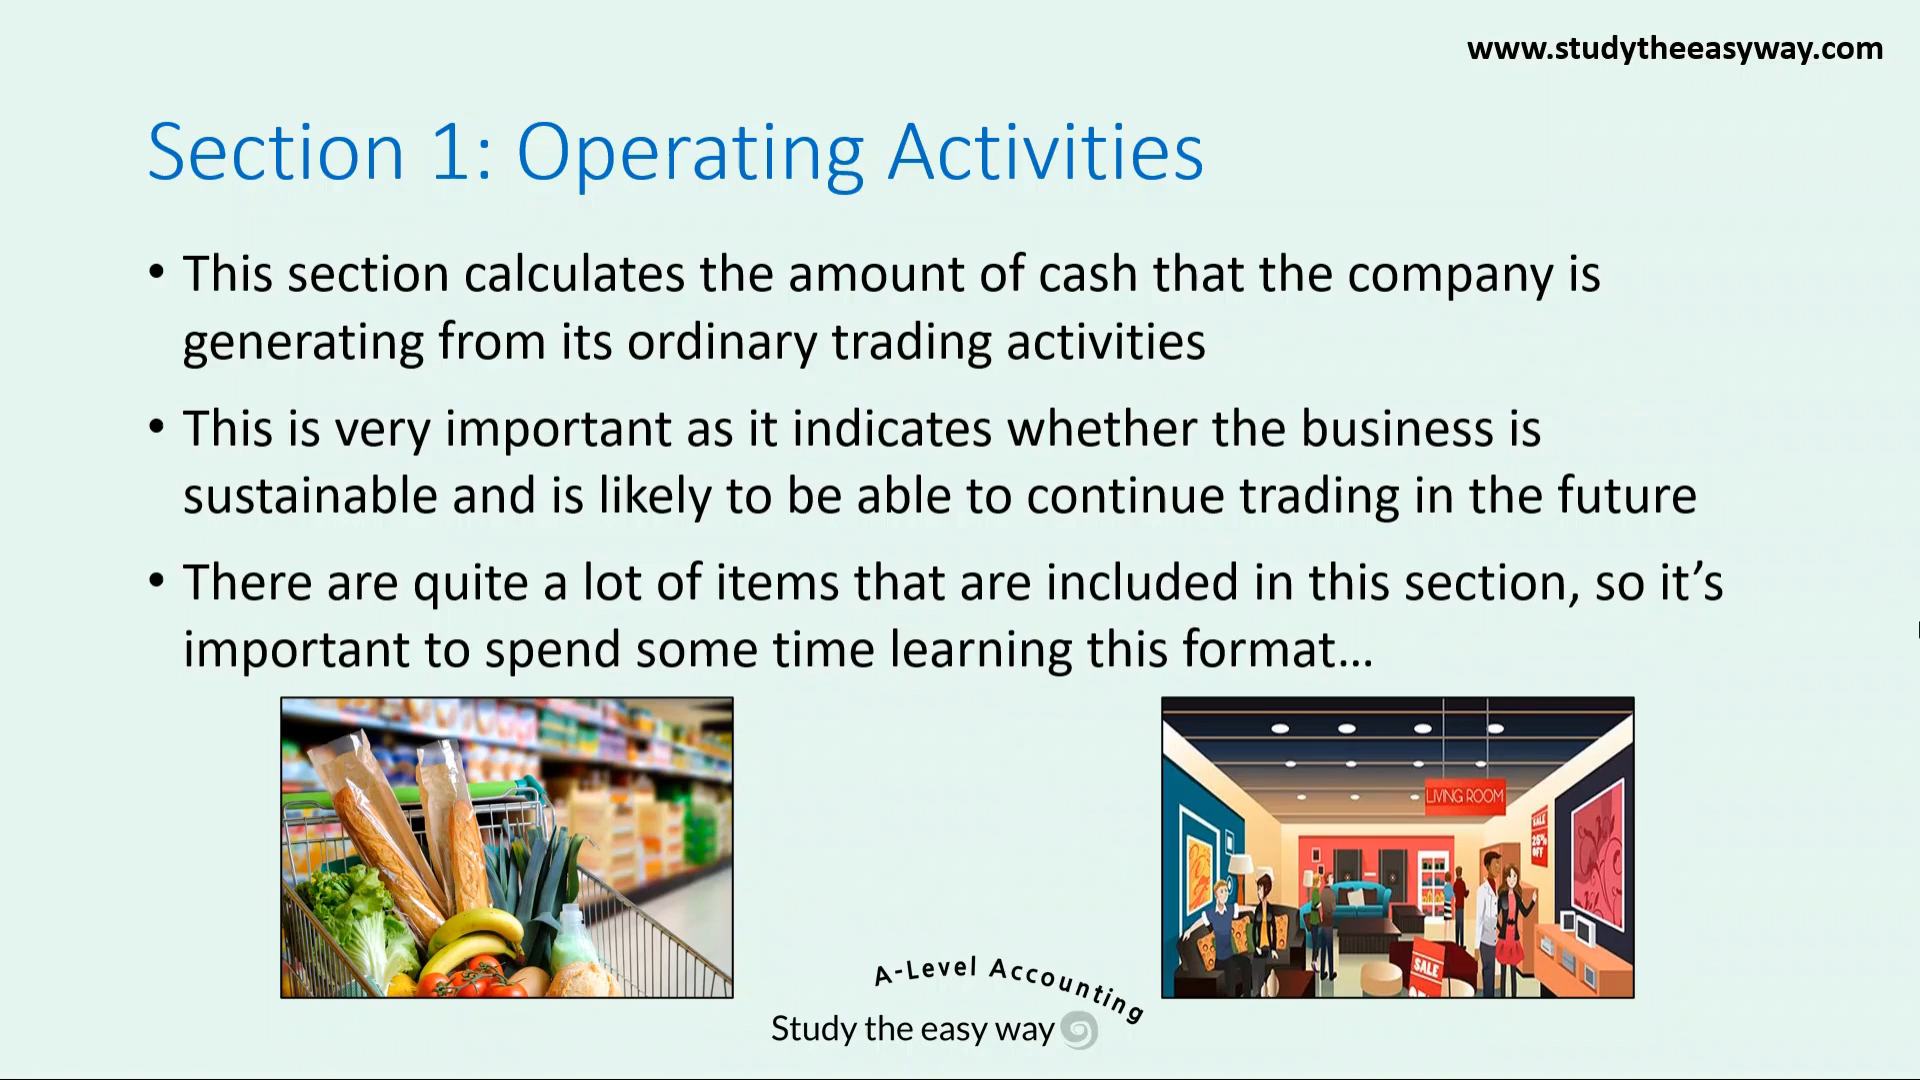 www.studytheeasyway.com
Section 1: Operating Activities
• This section calculates the amount of cash that the company is
generating from its ordinary trading activities
• This is very important as it indicates whether the business is
sustainable and is likely to be able to continue trading in the future
• There are quite a lot of items that are included in this section, so it’s
important to spend some time learning this format...
LIVING ROOM
SALE
25%
OFF
SALE
A-Level Accounting
Study the easy way